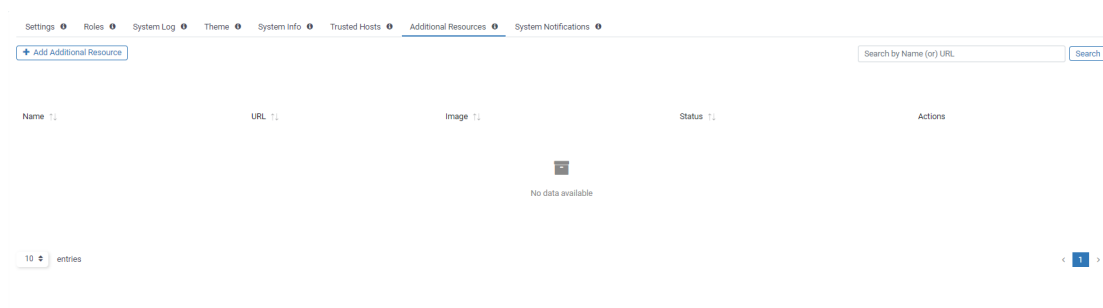 Settings Roles System Log Theme System Info Trusted Hosts Additional Resources System Notifications
+ Add Additional Resource Search by Name (or) URL Search
Name URL Image Status Actions
No data available
10 entries < 1 >